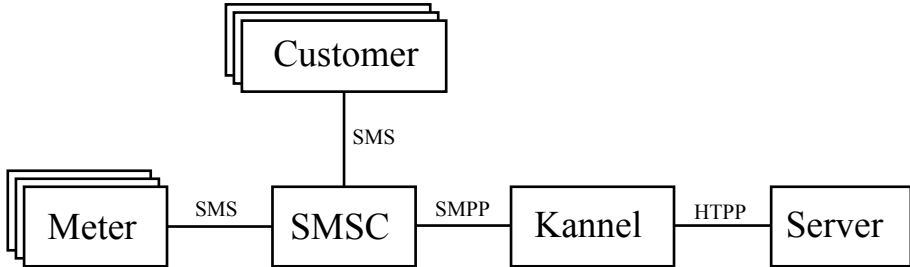 Customer
SMS
Meter
SMS
SMSC
SMPP
Kannel
HTPP
Server